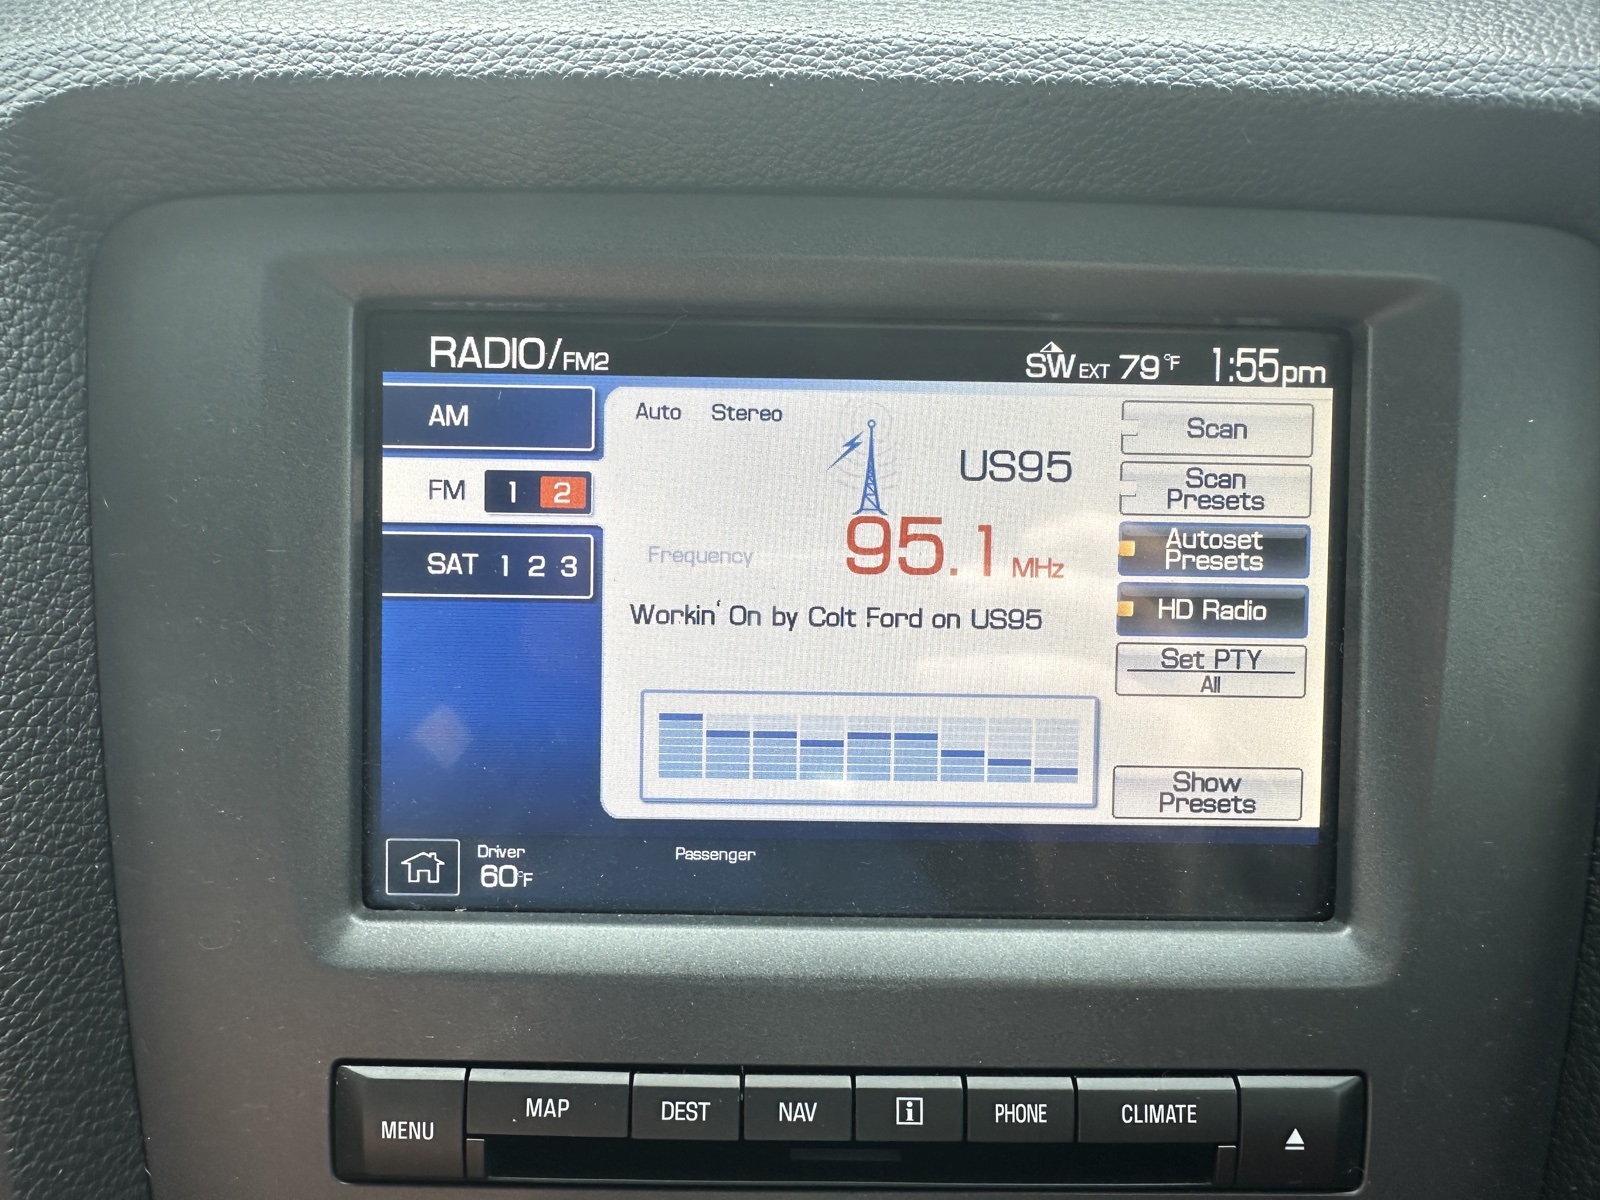 RADIO/FM2
SW EXT 79°F 1:55pm
AM
FM 1 2
SAT 1 2 3
Auto Stereo
US95
Frequency 95.1 MHz
Workin' On by Colt Ford on US95
Scan
Scan
Presets
Autoset
Presets
HD Radio
Set PTY
All
Show
Presets
Driver
60°F
Passenger
MENU
MAP
DEST
NAV
i
PHONE
CLIMATE